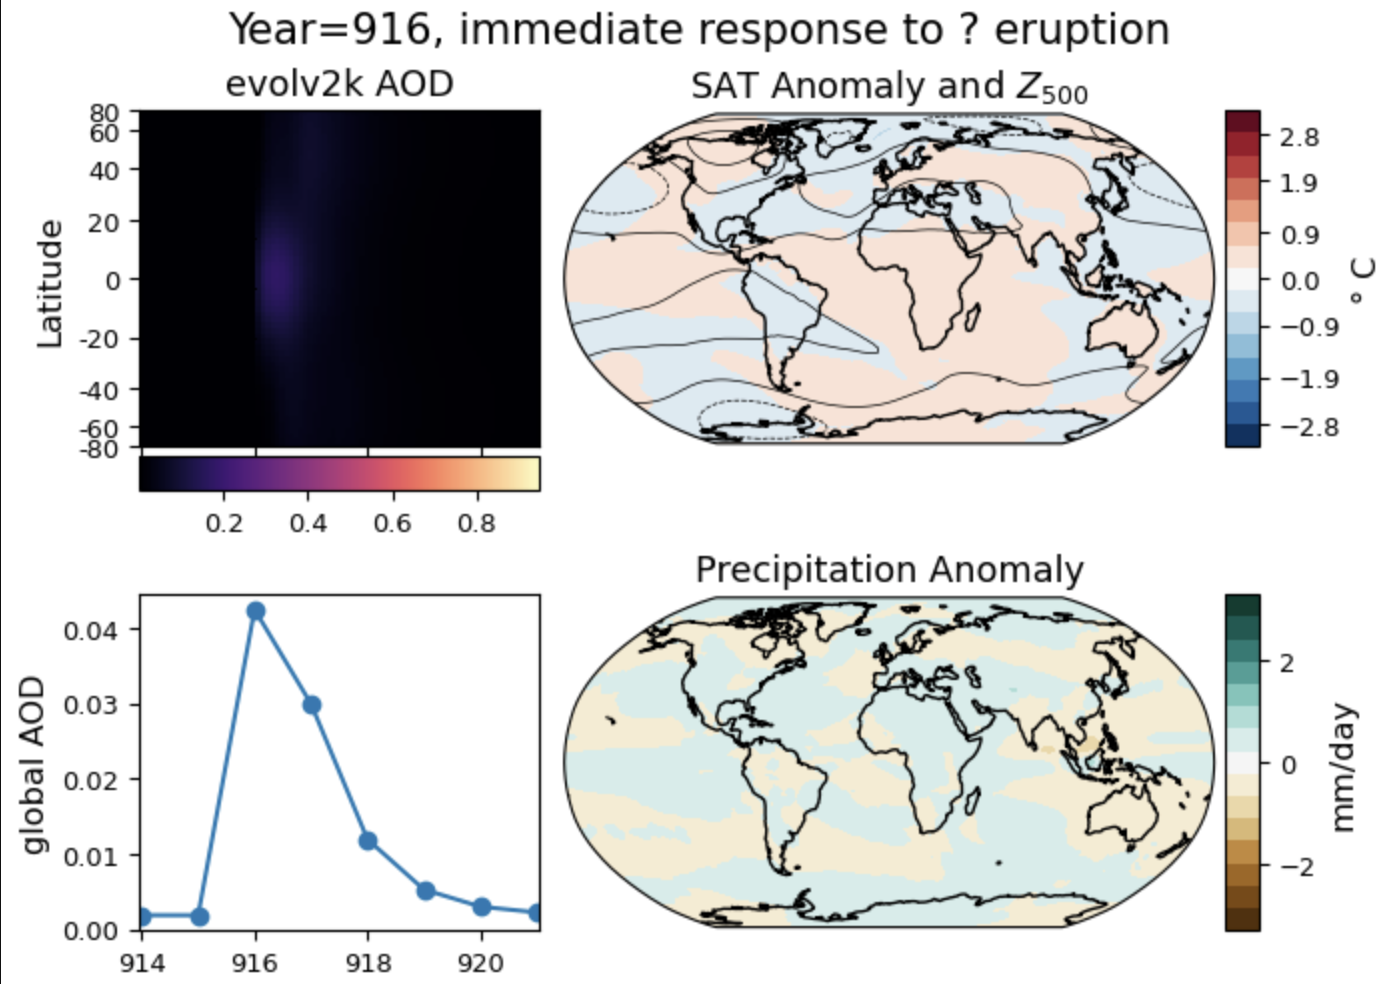 Year=916, immediate response to ? eruption
evolv2k AOD
80
60
40
20
0
-20
-40
-60
-80
Latitude
0.2 0.4 0.6 0.8
SAT Anomaly and Z500
2.8
1.9
0.9
0.0
−0.9
−1.9
−2.8
° C
global AOD
0.04
0.03
0.02
0.01
0.00
914 916 918 920
Precipitation Anomaly
2
0
−2
mm/day